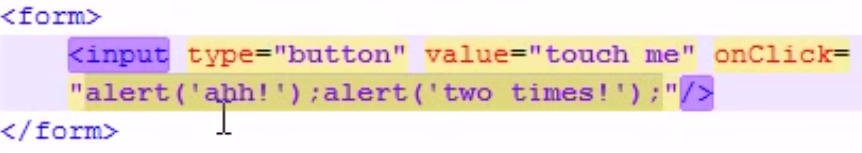 <form>
<input type="button" value="touch me" onClick=
"alert('ahh!');alert('two times!');"/>
</form>